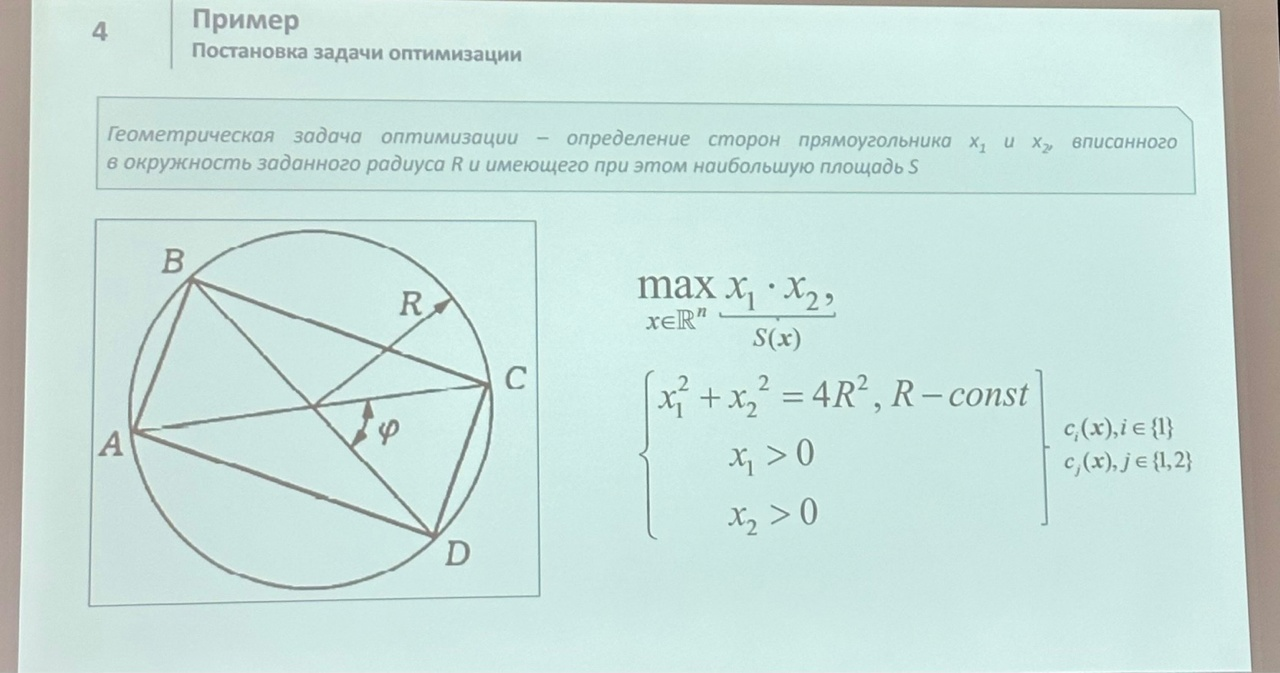 4
Пример
Постановка задачи оптимизации
Геометрическая задача оптимизации – определение сторон прямоугольника x₁ и x₂, вписанного
в окружность заданного радиуса R и имеющего при этом наибольшую площадь S
B
R
C
A
φ
D
max x₁ · x₂,
x∈ℝⁿ
S(x)
x₁² + x₂² = 4R², R – const
x₁ > 0
x₂ > 0
cᵢ(x), i ∈ {1}
cⱼ(x), j ∈ {1,2}